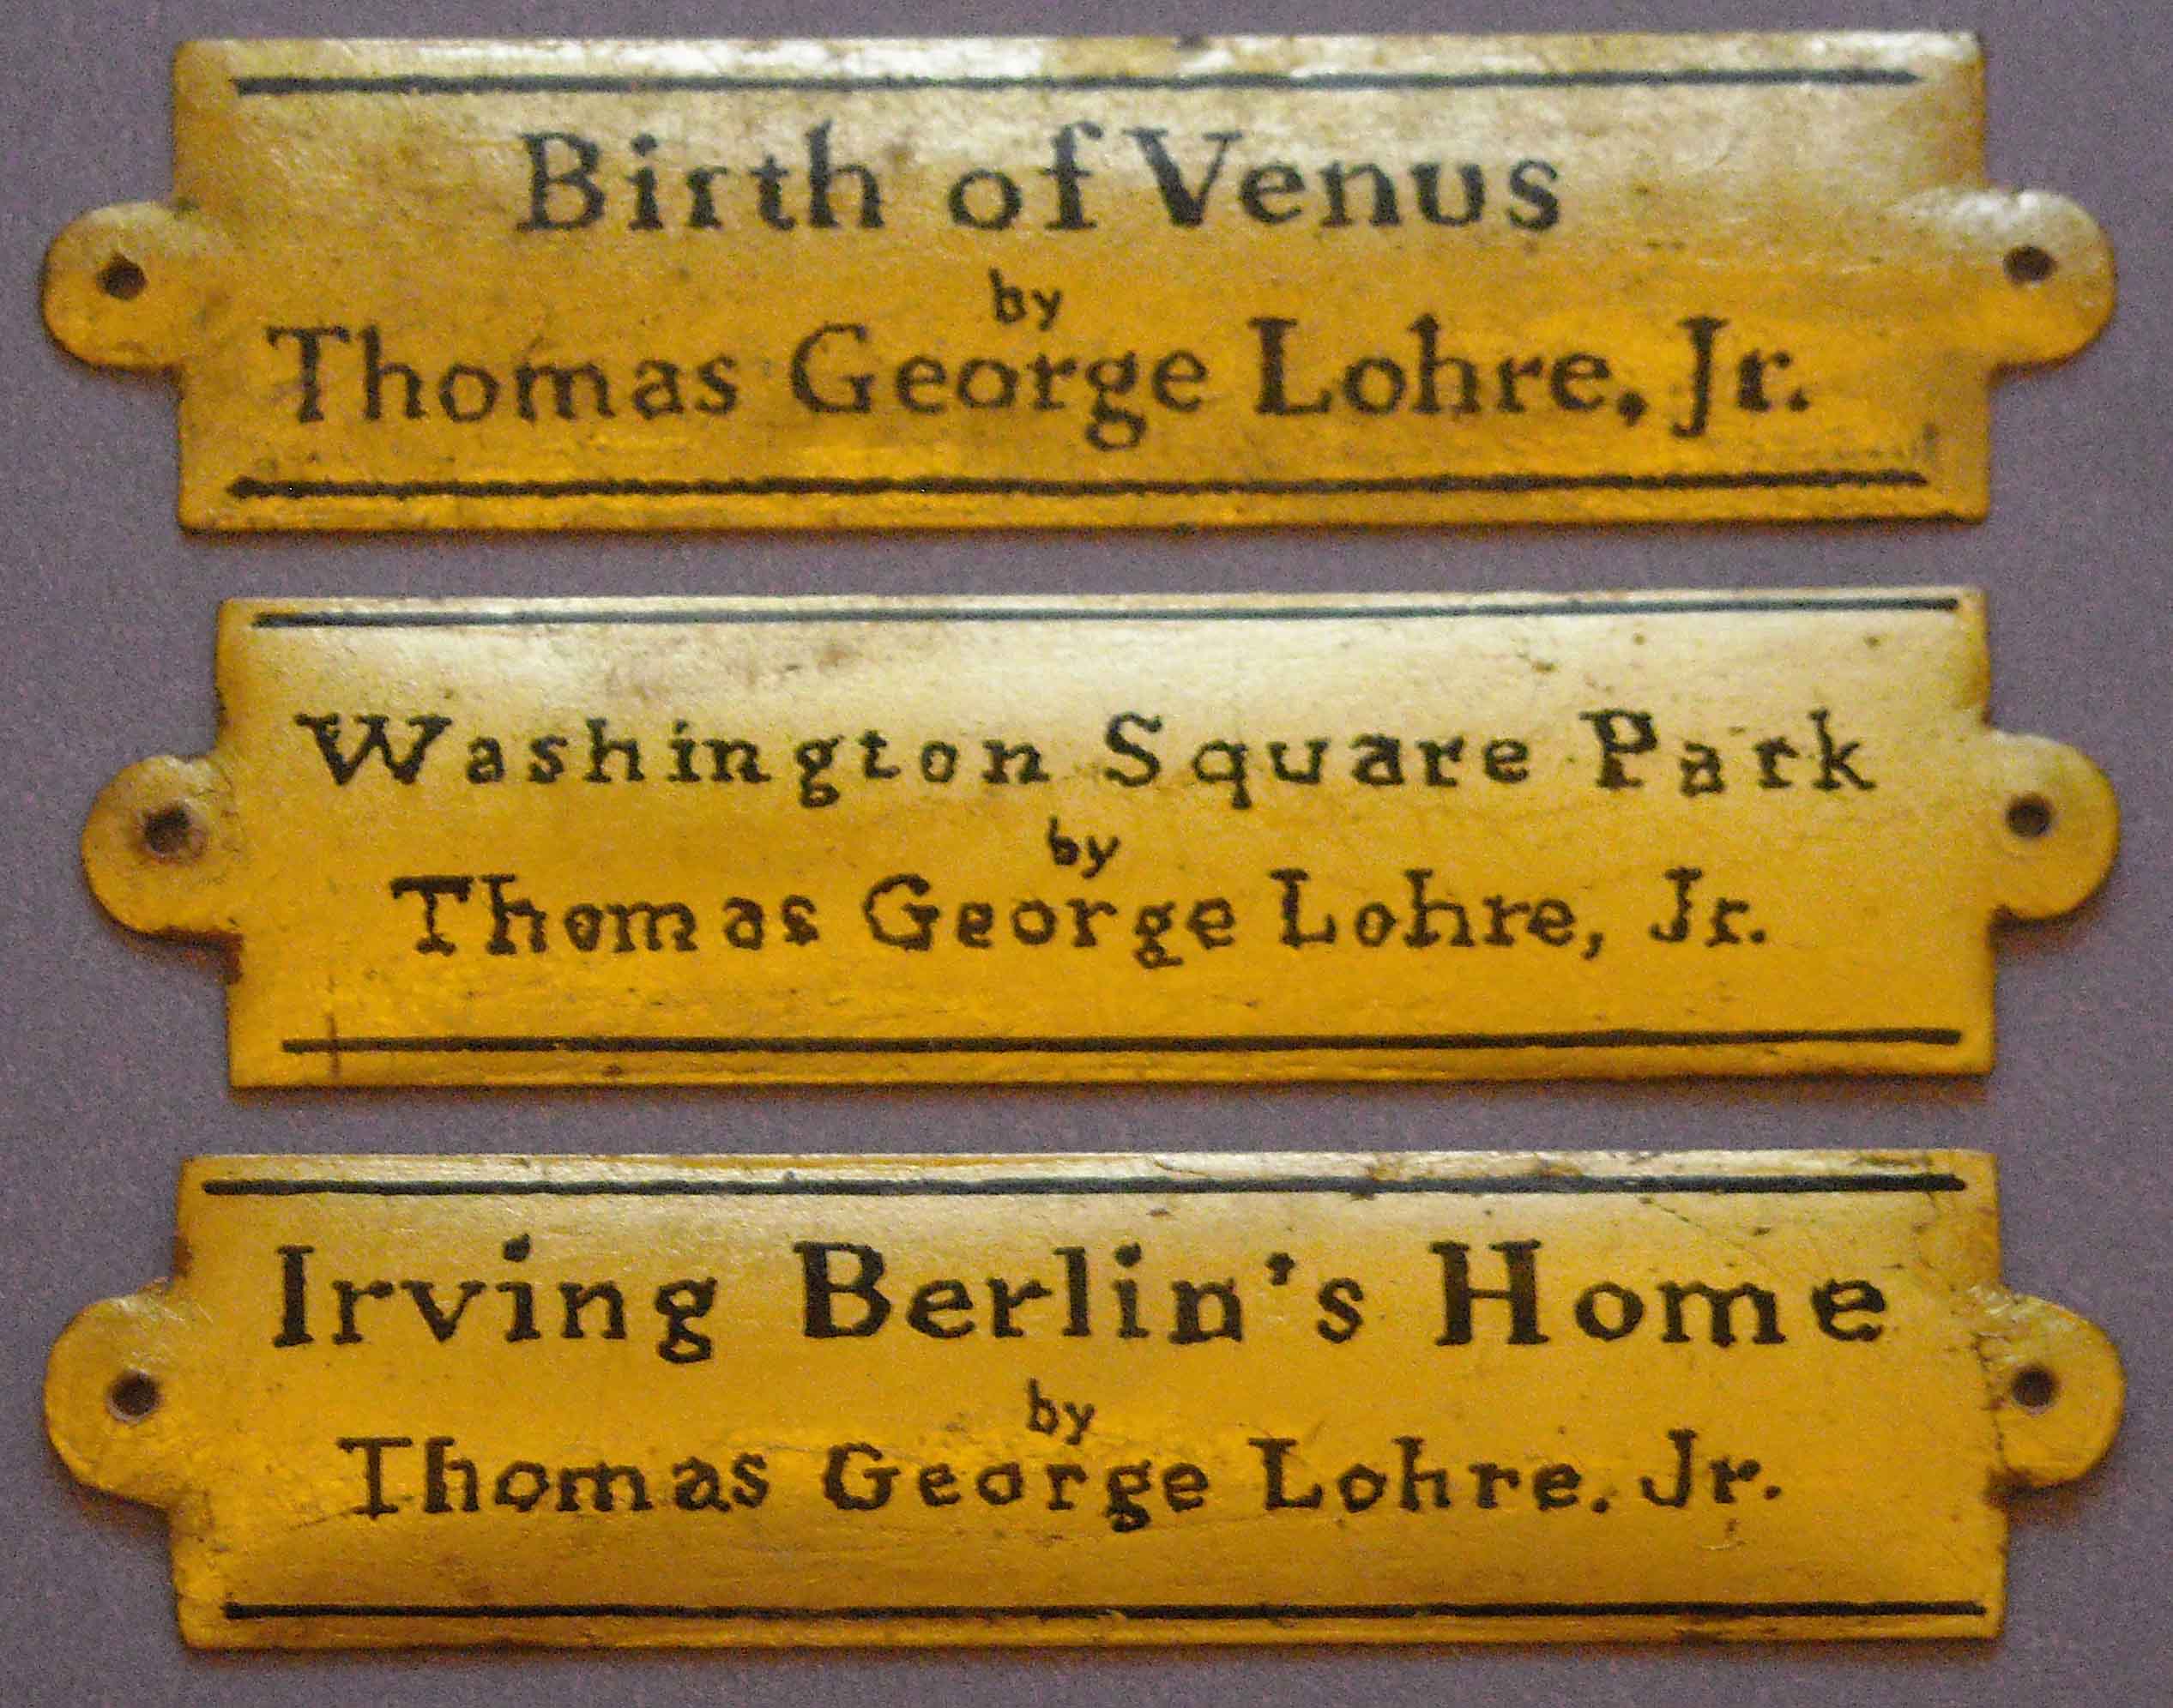 Birth of Venus
by
Thomas George Lohre, Jr.
Washington Square Park
by
Thomas George Lohre, Jr.
Irving Berlin's Home
by
Thomas George Lohre. Jr.